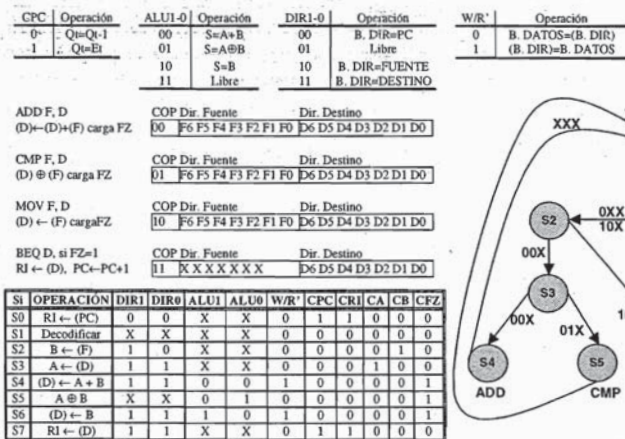 CPC Operación
0 Qt=Qt-1
1 Qt=Et
ALU1-0 Operación
00 S=A+B
01 S=A⊕B
10 S=B
11 Libre
DIR1-0 Operación
00 B. DIR=PC
01 Libre
10 B. DIR=FUENTE
11 B. DIR=DESTINO
W/R' Operación
0 B. DATOS=(B. DIR)
1 (B. DIR)=B. DATOS
ADD F, D
(D)←(D)+(F) carga FZ
COP Dir. Fuente Dir. Destino
00 F6 F5 F4 F3 F2 F1 F0 D6 D5 D4 D3 D2 D1 D0
CMP F, D
(D) ⊕ (F) carga FZ
COP Dir. Fuente Dir. Destino
01 F6 F5 F4 F3 F2 F1 F0 D6 D5 D4 D3 D2 D1 D0
MOV F, D
(D) ← (F) cargaFZ
COP Dir. Fuente Dir. Destino
10 F6 F5 F4 F3 F2 F1 F0 D6 D5 D4 D3 D2 D1 D0
BEQ D, si FZ=1
RI ← (D), PC←PC+1
COP Dir. Fuente Dir. Destino
11 X X X X X X X D6 D5 D4 D3 D2 D1 D0
Si OPERACIÓN DIR1 DIR0 ALU1 ALU0 W/R' CPC CRI CA CB CFZ
S0 RI ← (PC) 0 0 X X 0 1 1 0 0 0
S1 Decodificar X X X X 0 0 0 0 0 0
S2 B ← (F) 1 0 X X 0 0 0 0 1 0
S3 A ← (D) 1 1 X X 0 0 0 1 0 0
S4 (D) ← A + B 1 1 0 0 1 0 0 0 0 1
S5 A ⊕ B X X 0 1 0 0 0 0 0 1
S6 (D) ← B 1 1 1 0 1 0 0 0 0 1
S7 RI ← (D) 1 1 X X 0 1 1 0 0 0
XXX
S2
0XX
10X
00X
S3
00X
01X
S4
S5
ADD
CMP